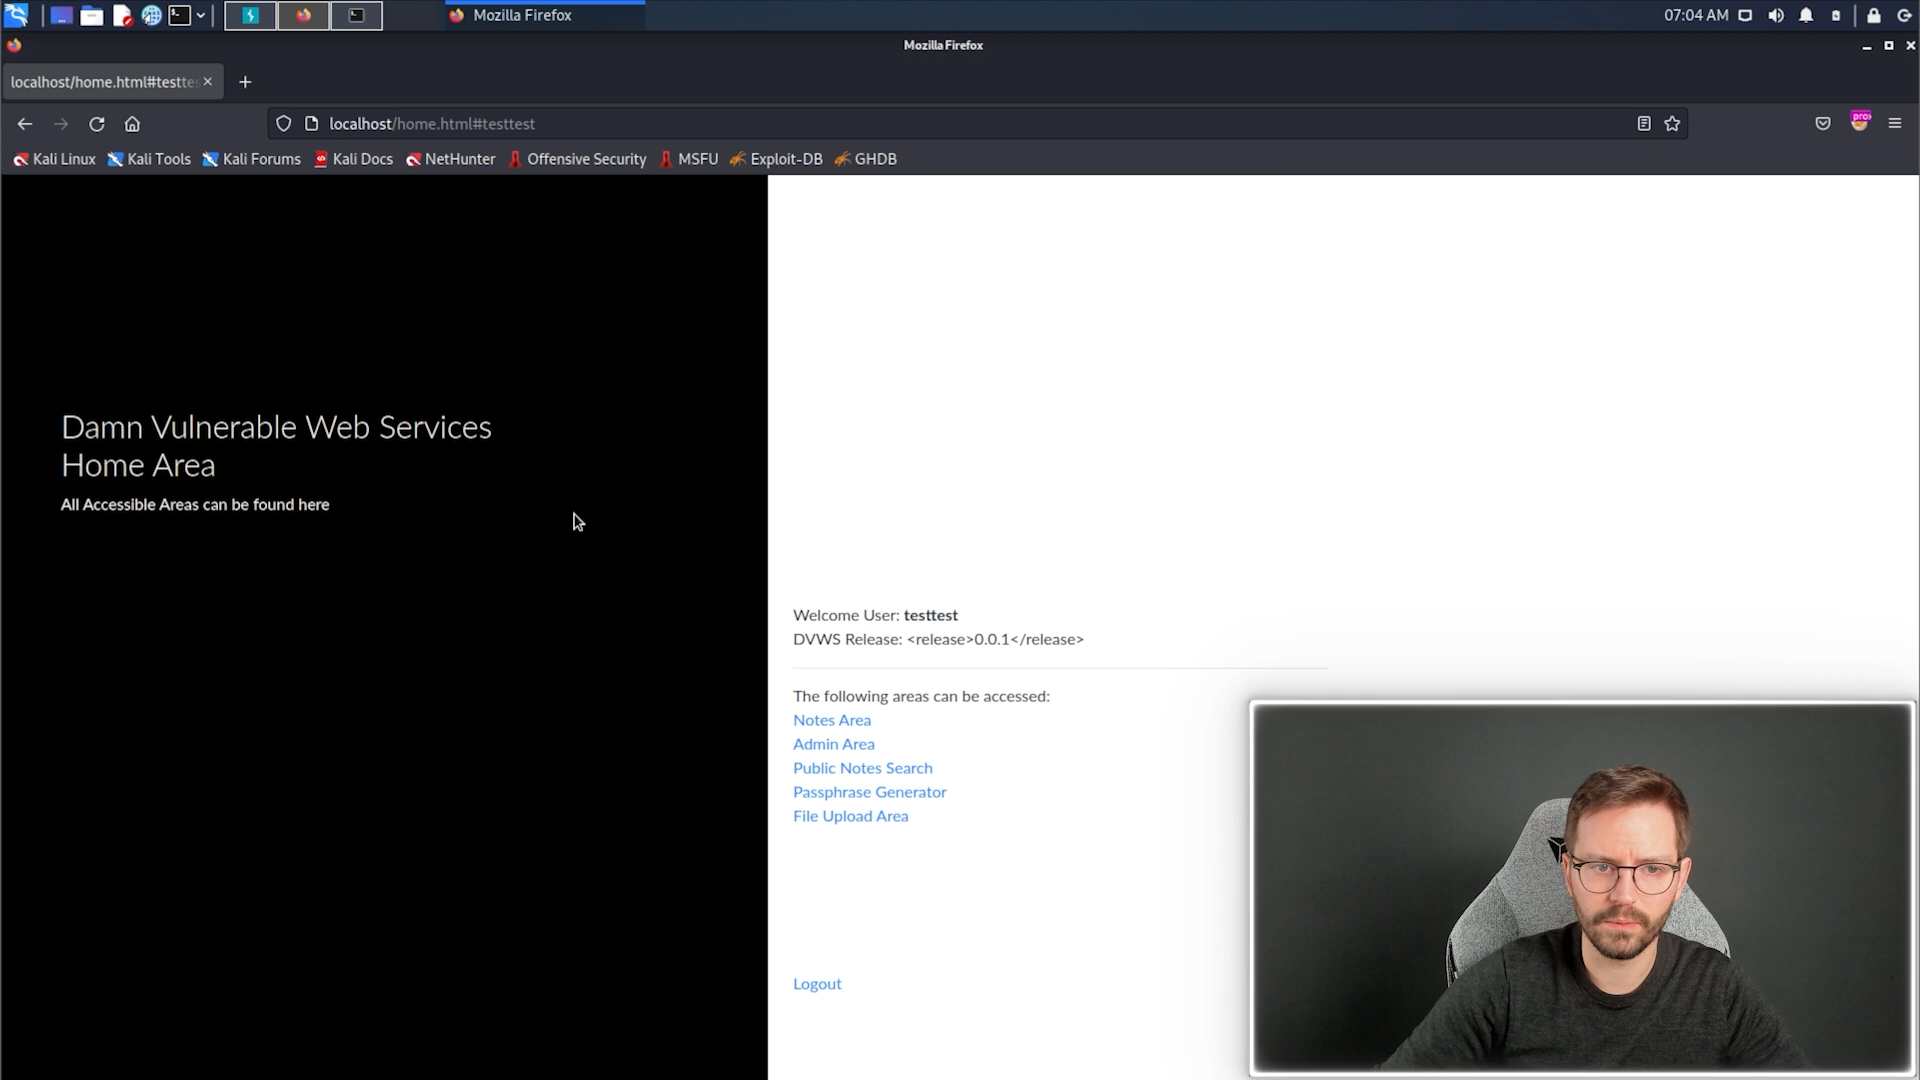 Mozilla Firefox
07:04 AM
Mozilla Firefox
localhost/home.html#testte
localhost/home.html#testtest
pro
Kali Linux
Kali Tools
Kali Forums
Kali Docs
NetHunter
Offensive Security
MSFU
Exploit-DB
GHDB
Damn Vulnerable Web Services
Home Area
All Accessible Areas can be found here
Welcome User: testtest
DVWS Release: <release>0.0.1</release>
The following areas can be accessed:
Notes Area
Admin Area
Public Notes Search
Passphrase Generator
File Upload Area
Logout